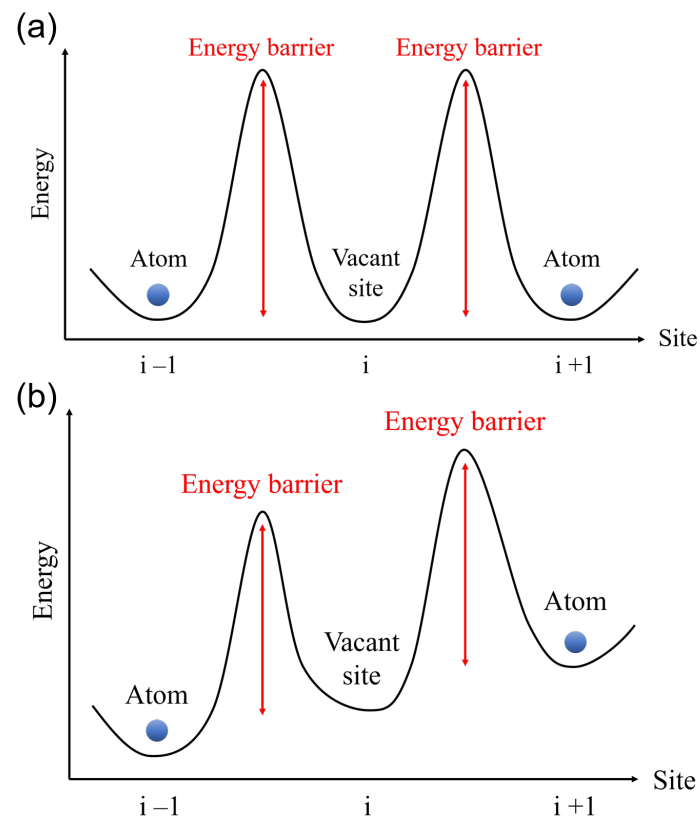 (a)
Energy barrier Energy barrier
Energy
Atom
Vacant
site
Atom
Site
i –1 i i +1
(b)
Energy barrier
Energy barrier
Energy
Atom
Vacant
site
Atom
Site
i –1 i i +1